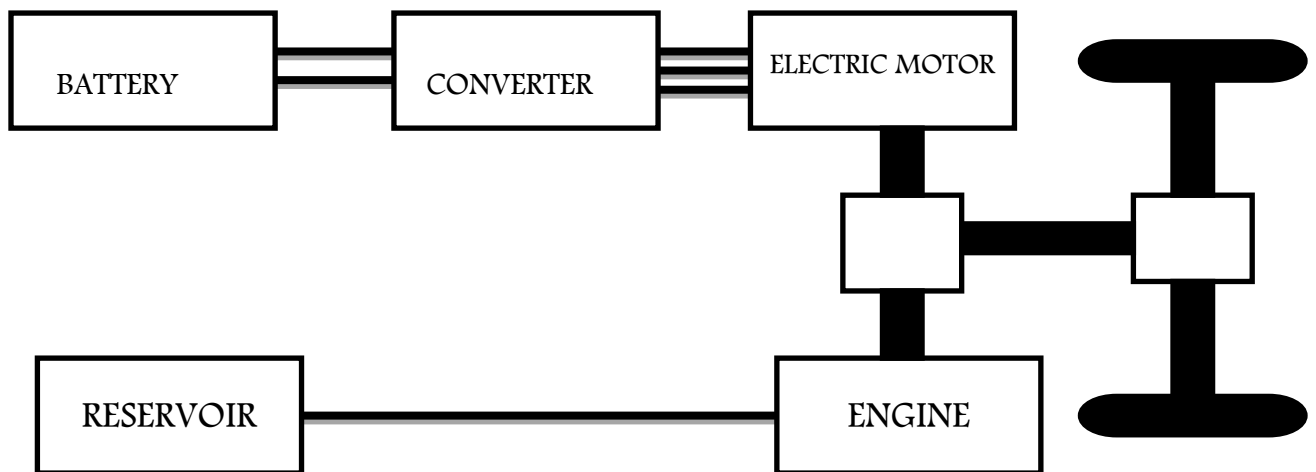 BATTERY
CONVERTER
ELECTRIC MOTOR
RESERVOIR
ENGINE